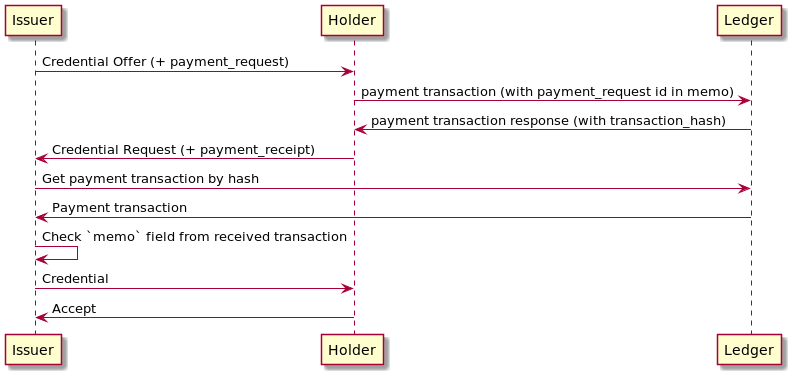 Issuer
Holder
Ledger
Credential Offer (+ payment_request)
payment transaction (with payment_request id in memo)
payment transaction response (with transaction_hash)
Credential Request (+ payment_receipt)
Get payment transaction by hash
Payment transaction
Check `memo` field from received transaction
Credential
Accept
Issuer
Holder
Ledger